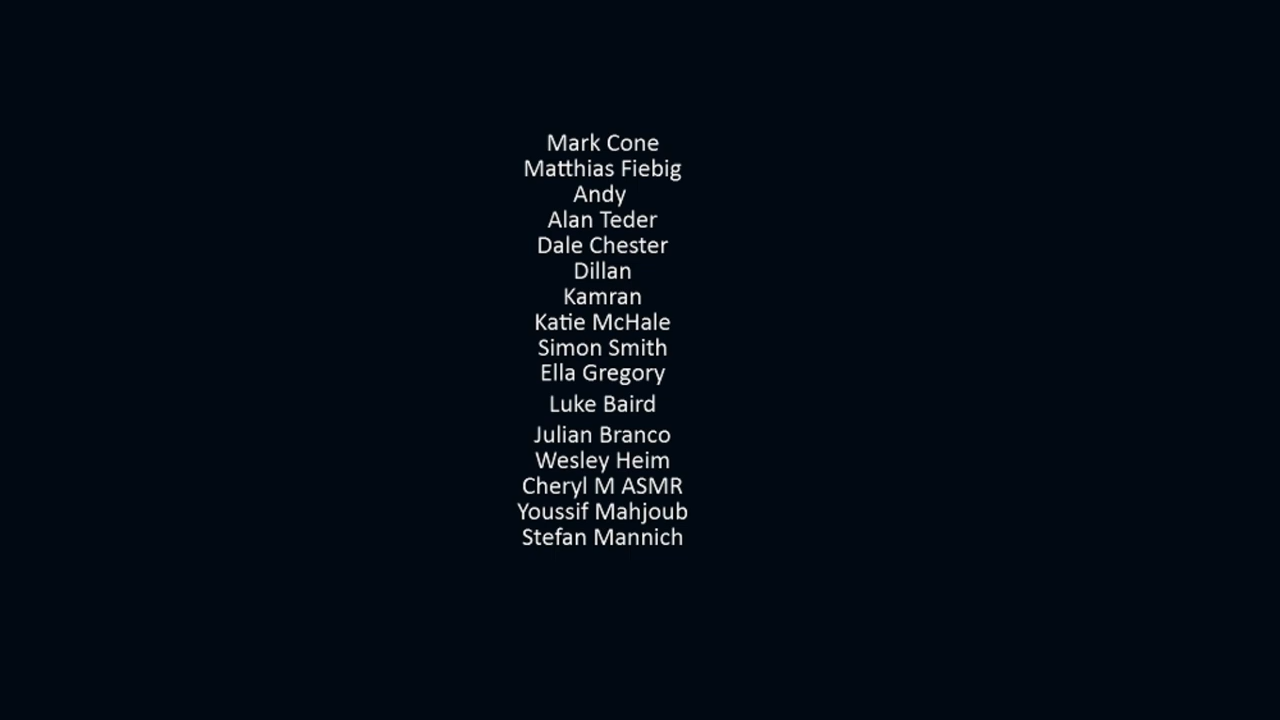 Mark Cone
Matthias Fiebig
Andy
Alan Teder
Dale Chester
Dillan
Kamran
Katie McHale
Simon Smith
Ella Gregory
Luke Baird
Julian Branco
Wesley Heim
Cheryl M ASMR
Youssif Mahjoub
Stefan Mannich